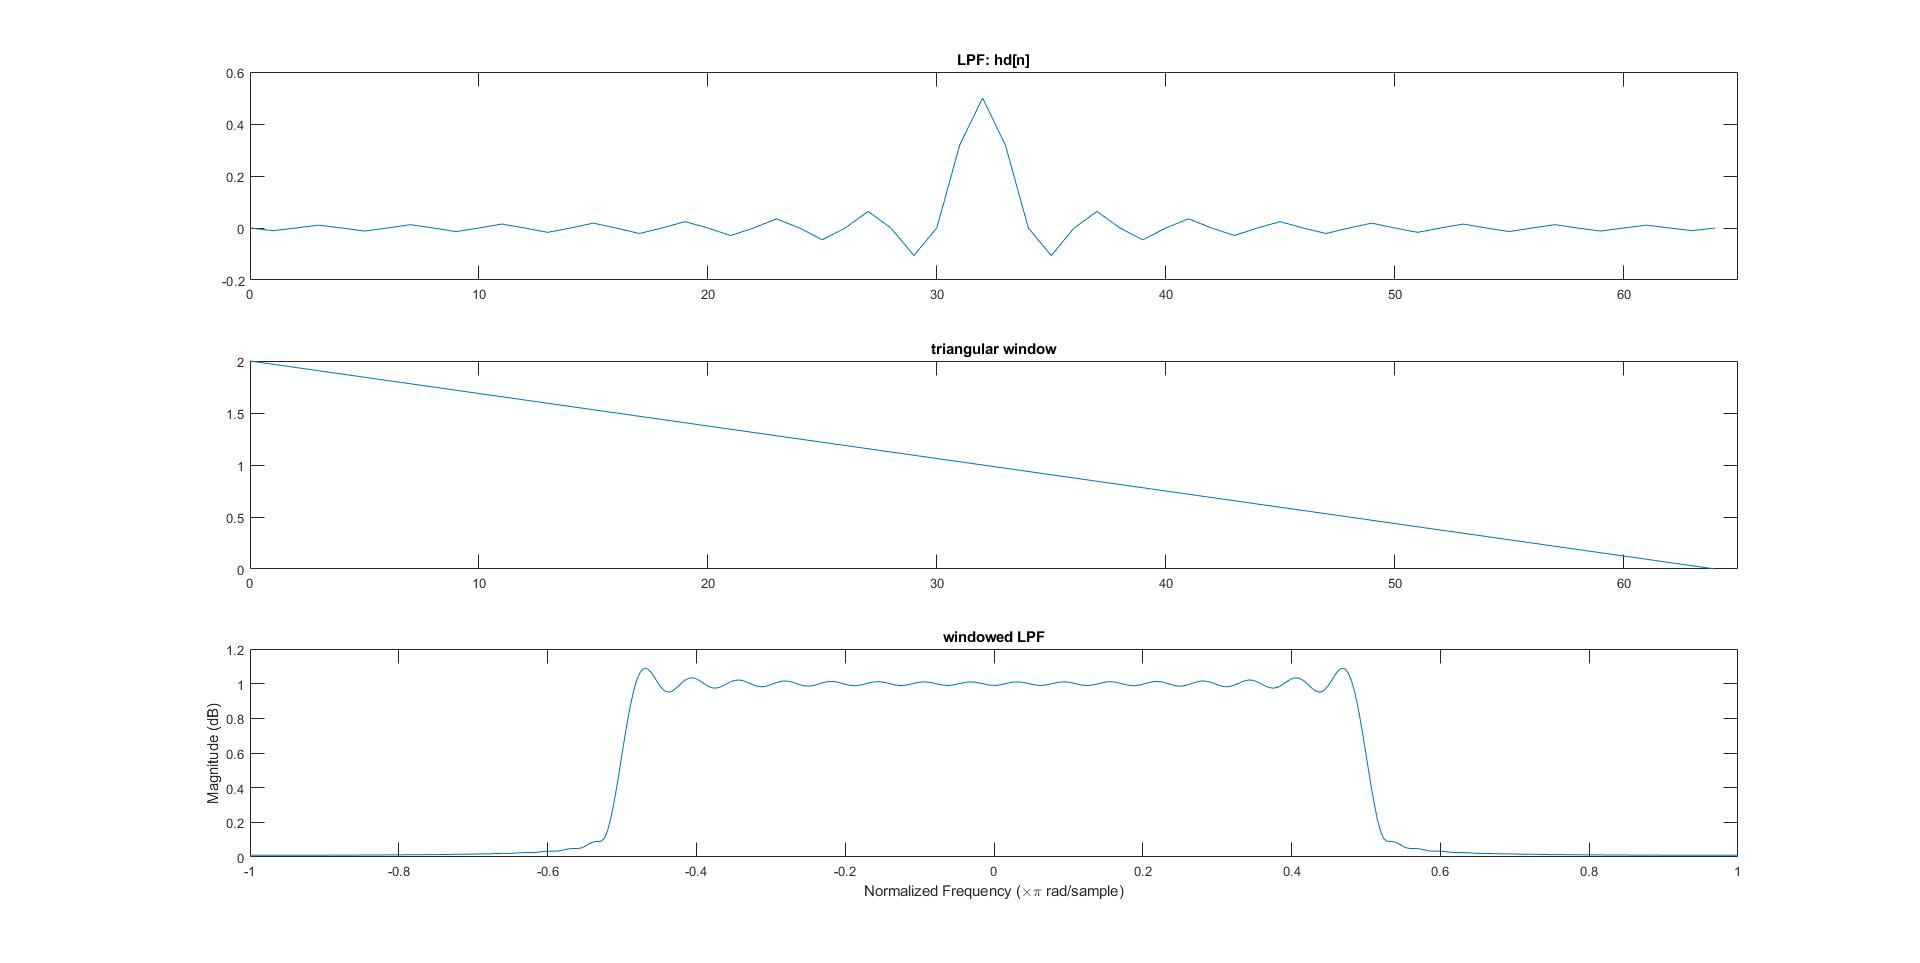 LPF: hd[n]
0.6
0.4
0.2
0
-0.2
0 10 20 30 40 50 60
triangular window
2
1.5
1
0.5
0
0 10 20 30 40 50 60
windowed LPF
1.2
1
0.8
0.6
0.4
0.2
0
Magnitude (dB)
-1 -0.8 -0.6 -0.4 -0.2 0 0.2 0.4 0.6 0.8 1
Normalized Frequency (×π rad/sample)